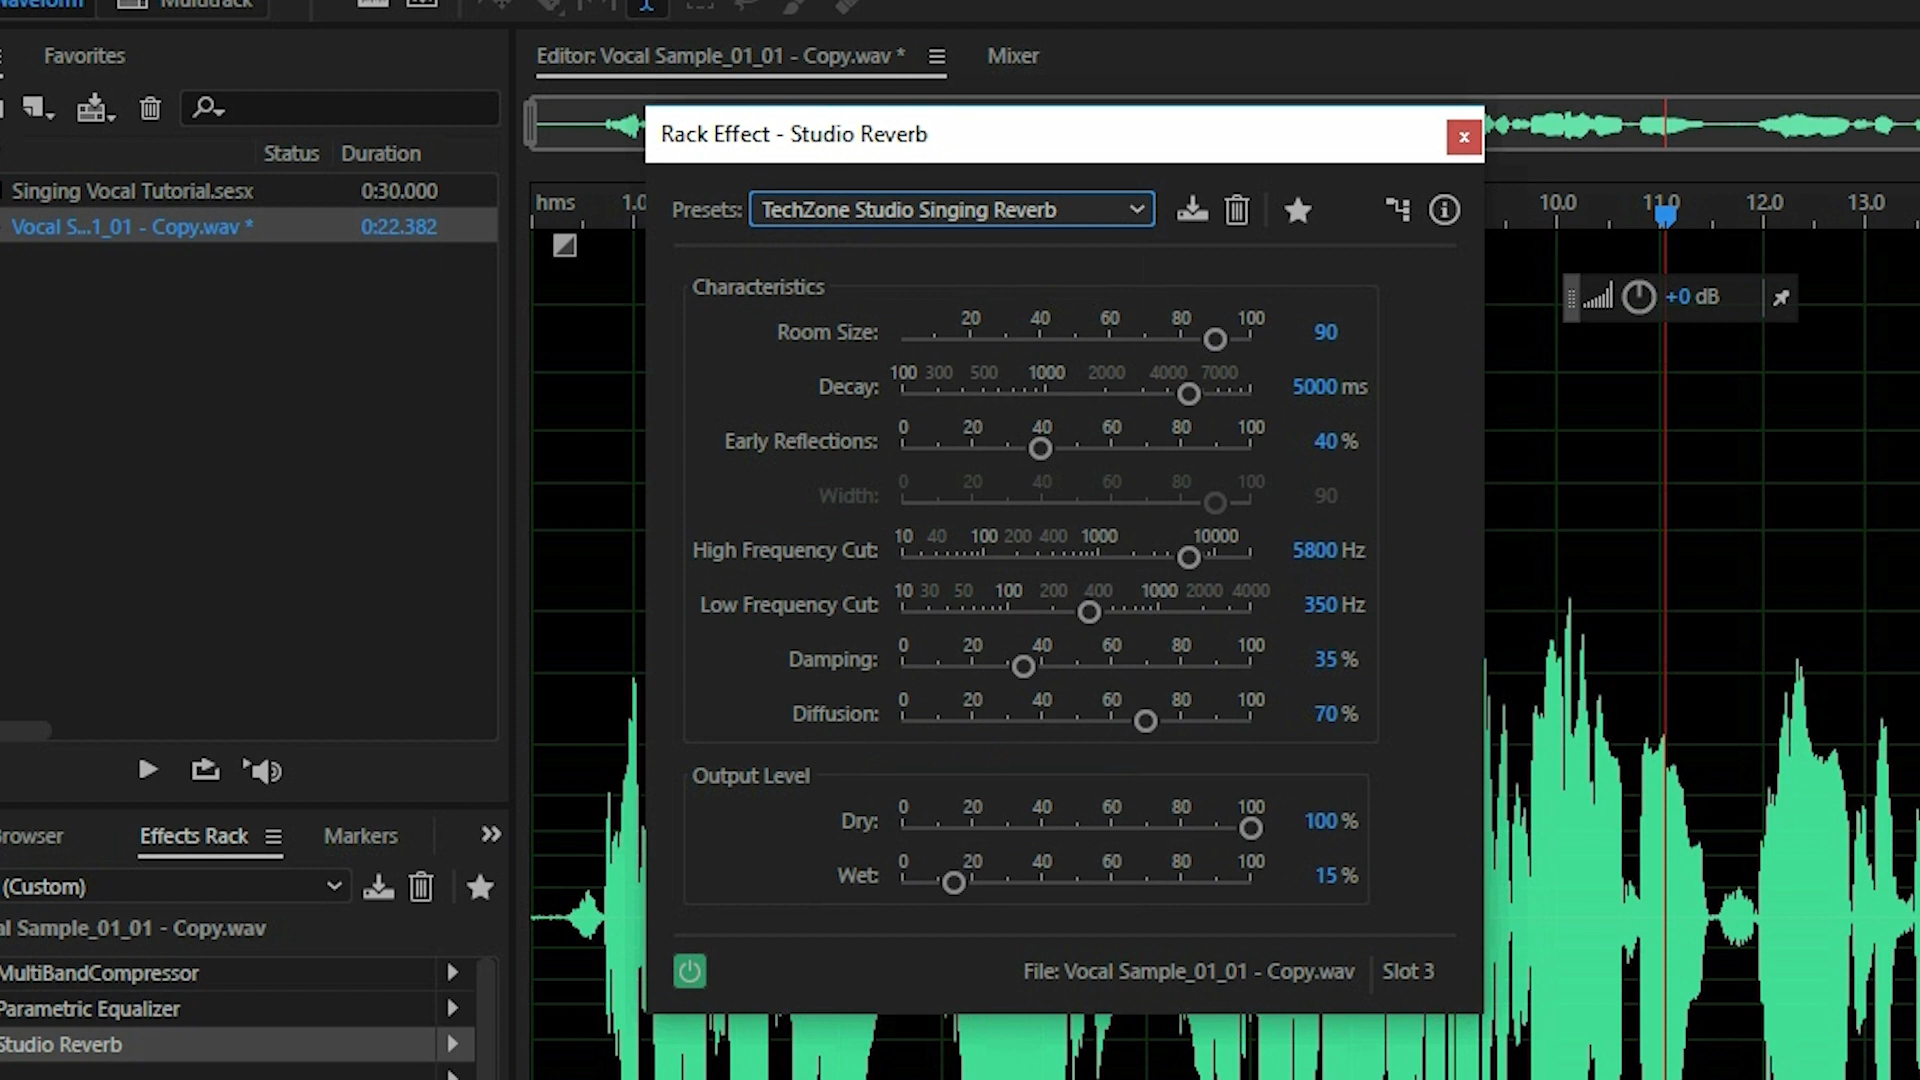 Waveform
Multitrack
Favorites
Editor: Vocal Sample_01_01 - Copy.wav *
Mixer
Status Duration
Singing Vocal Tutorial.sesx 0:30.000
Vocal S...1_01 - Copy.wav * 0:22.382
Rack Effect - Studio Reverb
x
Presets: TechZone Studio Singing Reverb
hms 1.0 10.0 11.0 12.0 13.0
+0 dB
Characteristics
20 40 60 80 100
Room Size: 90
100 300 500 1000 2000 4000 7000
Decay: 5000 ms
0 20 40 60 80 100
Early Reflections: 40 %
0 20 40 60 80 100
Width: 90
10 40 100 200 400 1000 10000
High Frequency Cut: 5800 Hz
10 30 50 100 200 400 1000 2000 4000
Low Frequency Cut: 350 Hz
0 20 40 60 80 100
Damping: 35 %
0 20 40 60 80 100
Diffusion: 70 %
Output Level
0 20 40 60 80 100
Dry: 100 %
0 20 40 60 80 100
Wet: 15 %
File: Vocal Sample_01_01 - Copy.wav
Slot 3
Browser
Effects Rack
Markers
(Custom)
al Sample_01_01 - Copy.wav
MultiBandCompressor
Parametric Equalizer
Studio Reverb